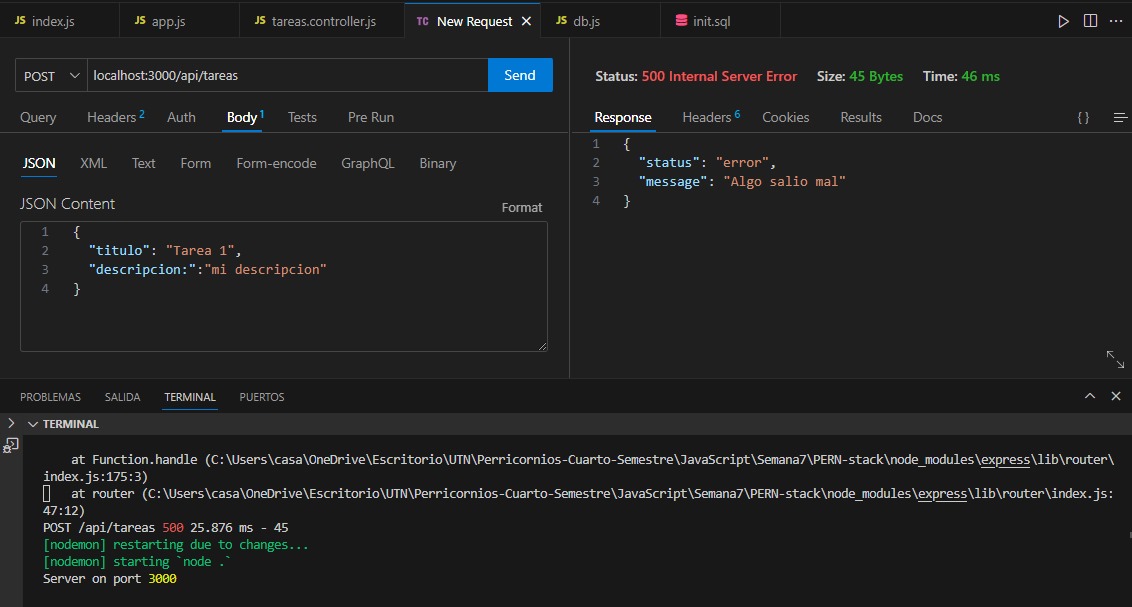 JS index.js JS app.js JS tareas.controller.js TC New Request JS db.js init.sql
POST localhost:3000/api/tareas Send
Query Headers 2 Auth Body 1 Tests Pre Run
JSON XML Text Form Form-encode GraphQL Binary
JSON Content
Format
1 {
2 "titulo": "Tarea 1",
3 "descripcion:":"mi descripcion"
4 }
Status: 500 Internal Server Error Size: 45 Bytes Time: 46 ms
Response Headers 6 Cookies Results Docs { }
1 {
2 "status": "error",
3 "message": "Algo salio mal"
4 }
PROBLEMAS SALIDA TERMINAL PUERTOS
TERMINAL
at Function.handle (C:\Users\casa\OneDrive\Escritorio\UTN\Perricornios-Cuarto-Semestre\JavaScript\Semana7\PERN-stack\node_modules\express\lib\router\
index.js:175:3)
at router (C:\Users\casa\OneDrive\Escritorio\UTN\Perricornios-Cuarto-Semestre\JavaScript\Semana7\PERN-stack\node_modules\express\lib\router\index.js:
47:12)
POST /api/tareas 500 25.876 ms - 45
[nodemon] restarting due to changes...
[nodemon] starting `node .`
Server on port 3000